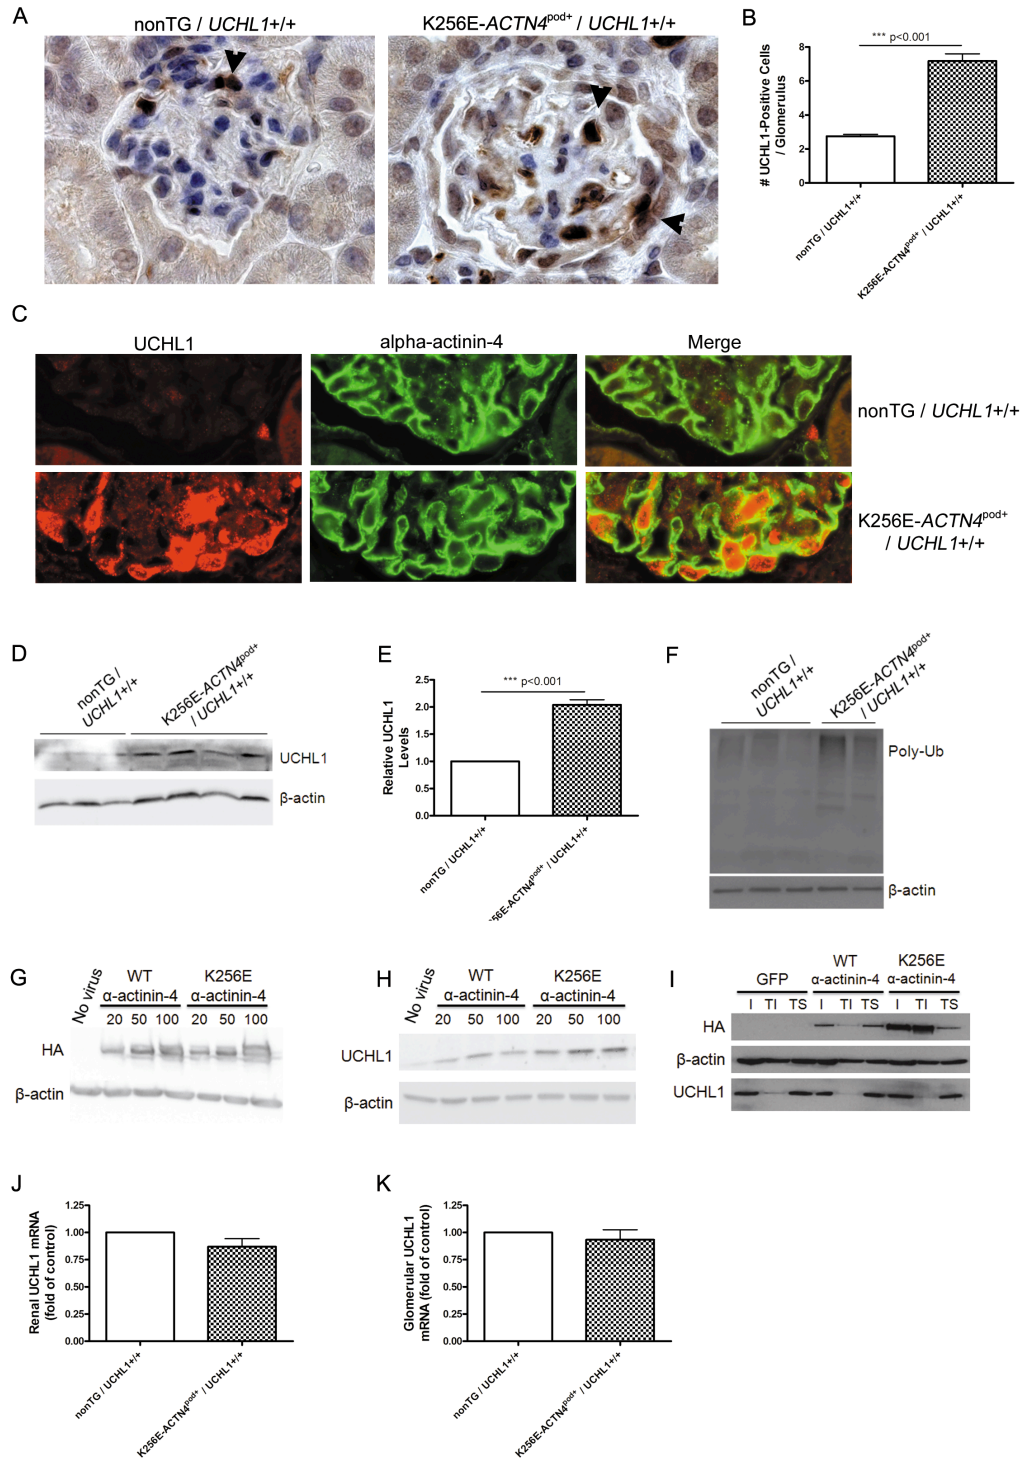 A
nonTG / UCHL1+/+
K256E-ACTN4pod+ / UCHL1+/+
B
*** p<0.001
# UCHL1-Positive Cells
/ Glomerulus
8
6
4
2
0
nonTG / UCHL1+/+
K256E-ACTN4Pod+ / UCHL1+/+
C
UCHL1
alpha-actinin-4
Merge
nonTG / UCHL1+/+
K256E-ACTN4pod+
/ UCHL1+/+
D
nonTG /
UCHL1+/+
K256E-ACTN4pod+
/ UCHL1+/+
UCHL1
β-actin
E
*** p<0.001
Relative UCHL1
Levels
2.5
2.0
1.5
1.0
0.5
0.0
nonTG / UCHL1+/+
56E-ACTN4Pod+ / UCHL1+/+
F
nonTG /
UCHL1+/+
K256E-ACTN4pod+
/ UCHL1+/+
Poly-Ub
β-actin
G
No virus
WT
α-actinin-4
K256E
α-actinin-4
20 50 100 20 50 100
HA
β-actin
H
No virus
WT
α-actinin-4
K256E
α-actinin-4
20 50 100 20 50 100
UCHL1
β-actin
I
GFP
WT
α-actinin-4
K256E
α-actinin-4
I TI TS I TI TS I TI TS
HA
β-actin
UCHL1
J
Renal UCHL1 mRNA
(fold of control)
1.25
1.00
0.75
0.50
0.25
0.00
nonTG / UCHL1+/+
K256E-ACTN4Pod+ / UCHL1+/+
K
Glomerular UCHL1
mRNA (fold of control)
1.25
1.00
0.75
0.50
0.25
0.00
nonTG / UCHL1+/+
K256E-ACTN4Pod+ / UCHL1+/+